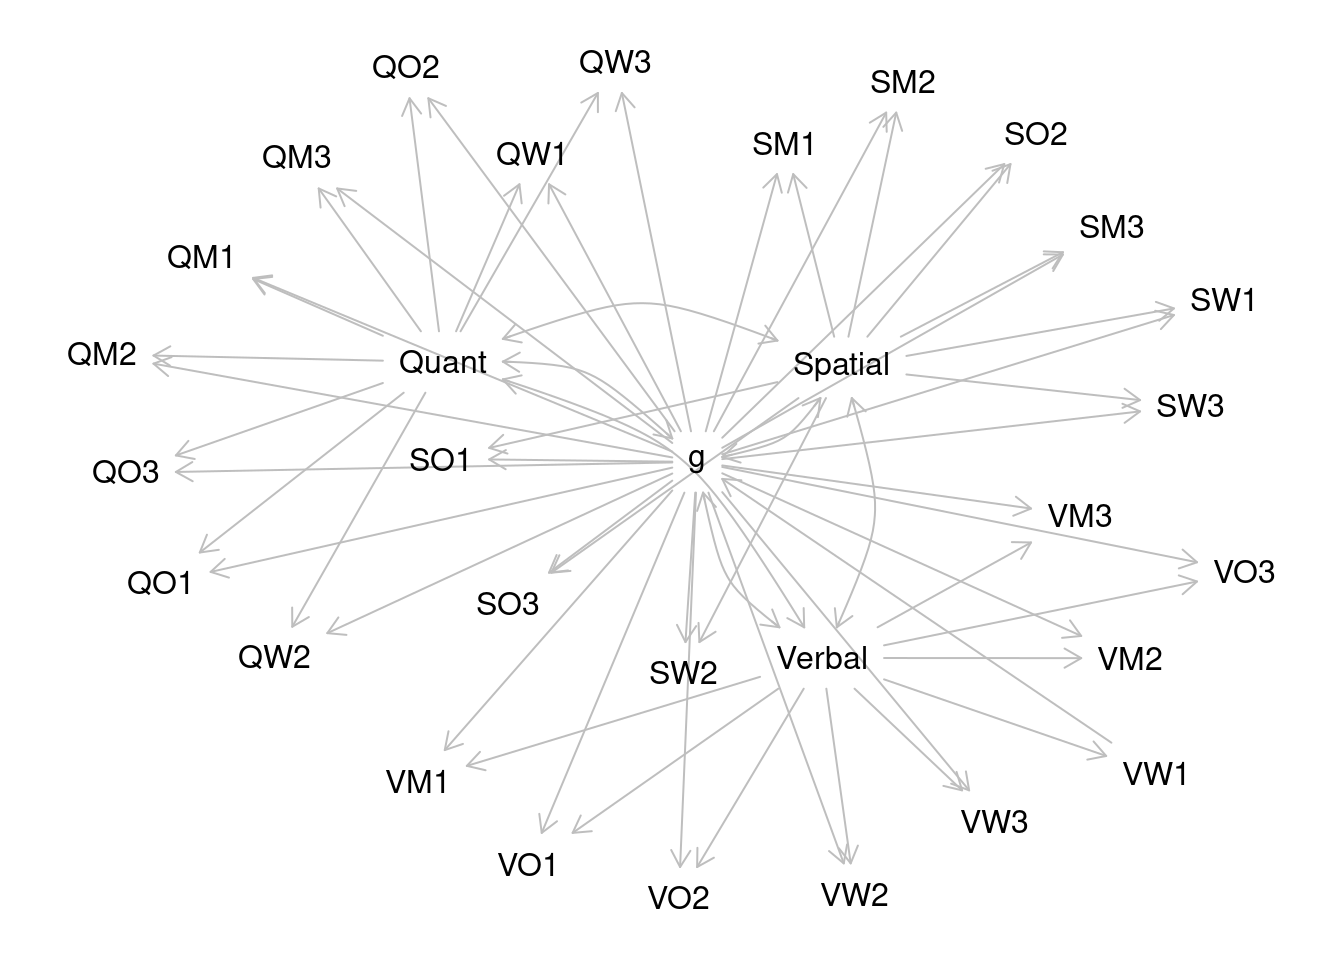 QW3
QO2
SM2
SO2
SM1
QW1
QM3
SM3
QM1
SW1
QM2
Quant
Spatial
SW3
g
SO1
QO3
VM3
VO3
QO1
SO3
QW2
Verbal
VM2
SW2
VW1
VM1
VW3
VO1
VW2
VO2